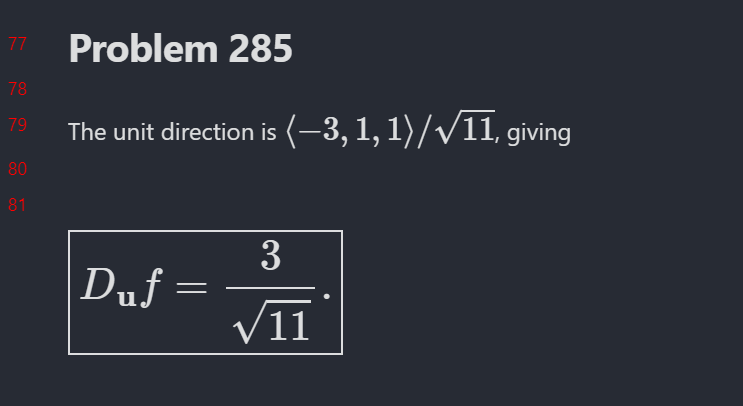 77 Problem 285
78
79 The unit direction is ⟨−3, 1, 1⟩/√11, giving
80
81
D_𝐮 f = 3/√11.